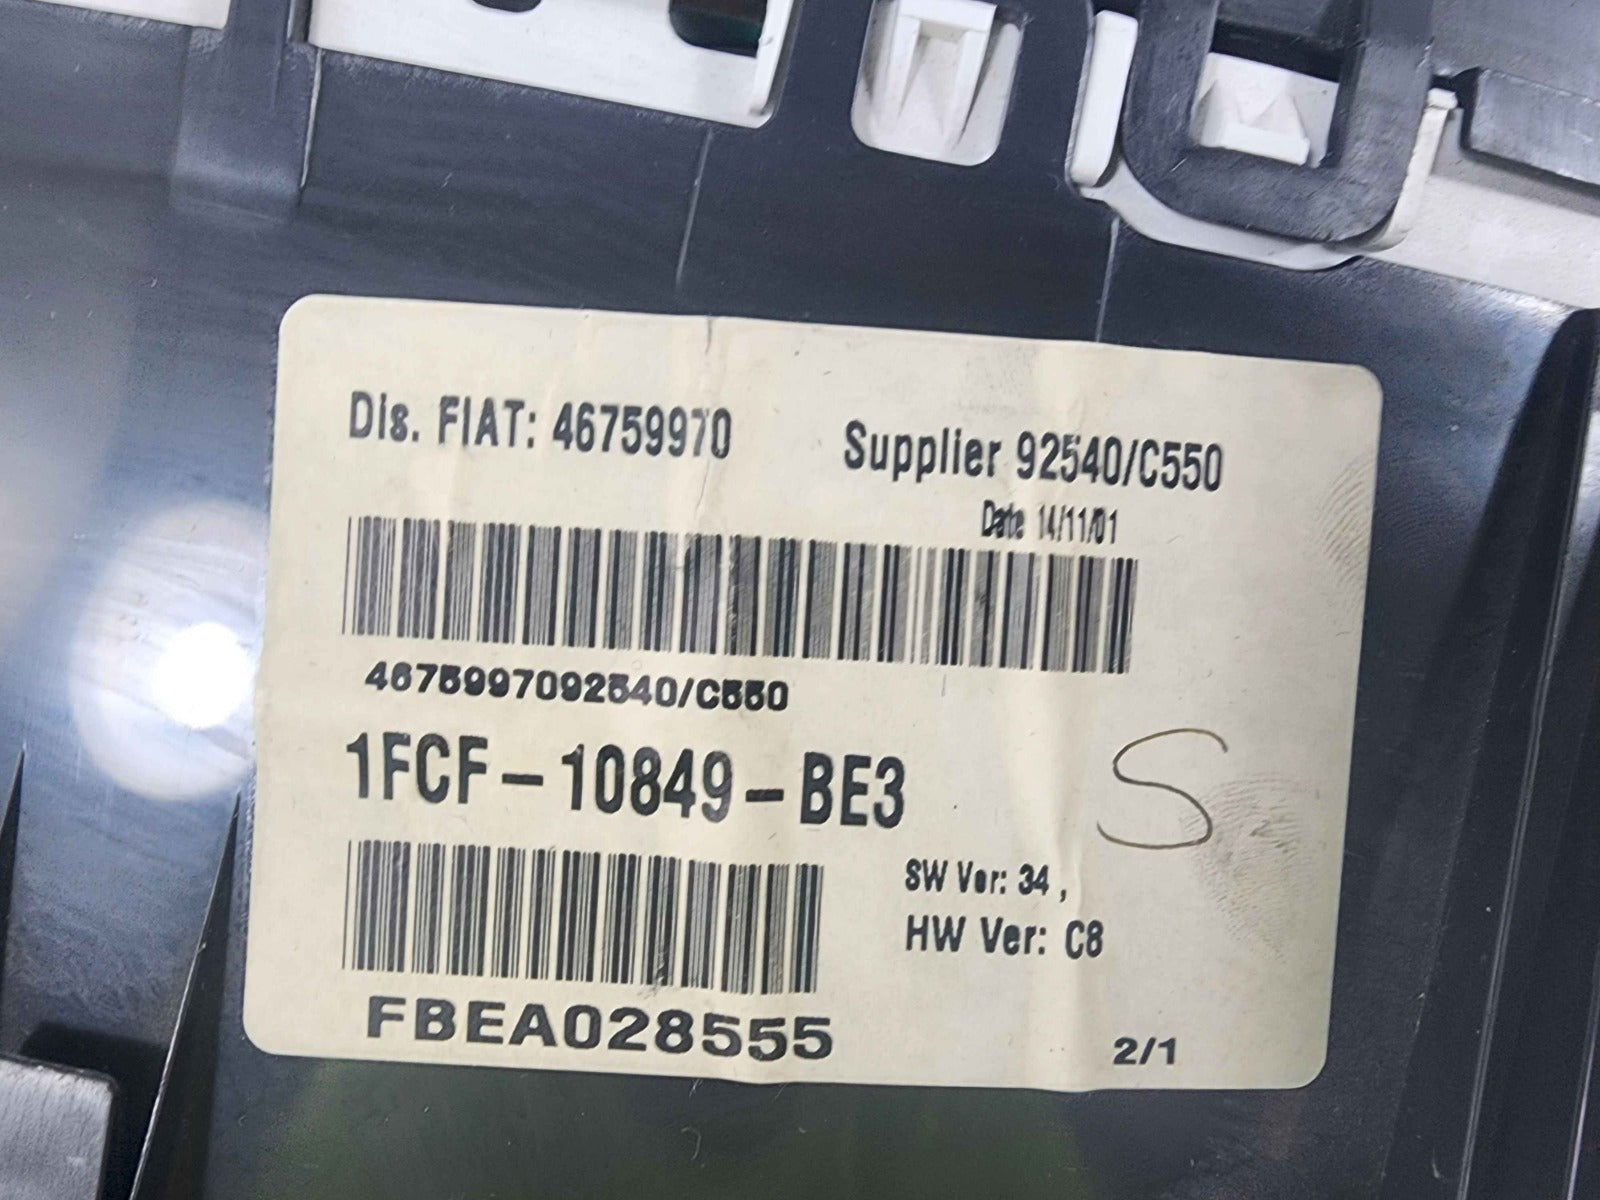 Dis. FIAT: 46759970
Supplier 92540/C550
Date 14/11/01
4675997092540/C550
1FCF-10849-BE3
S
SW Ver: 34,
HW Ver: C8
FBEA028555
2/1